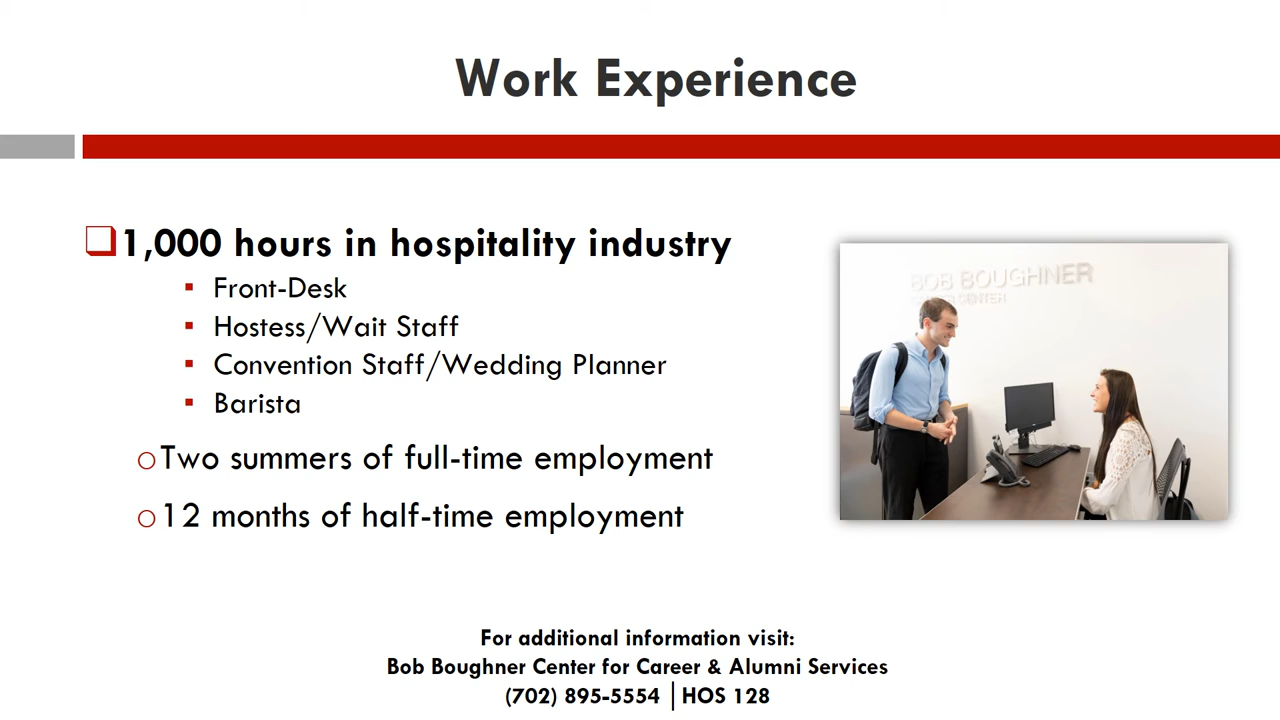 Work Experience
1,000 hours in hospitality industry
Front-Desk
Hostess/Wait Staff
Convention Staff/Wedding Planner
Barista
Two summers of full-time employment
12 months of half-time employment
BOB BOUGHNER
CENTER
For additional information visit:
Bob Boughner Center for Career & Alumni Services
(702) 895-5554 | HOS 128